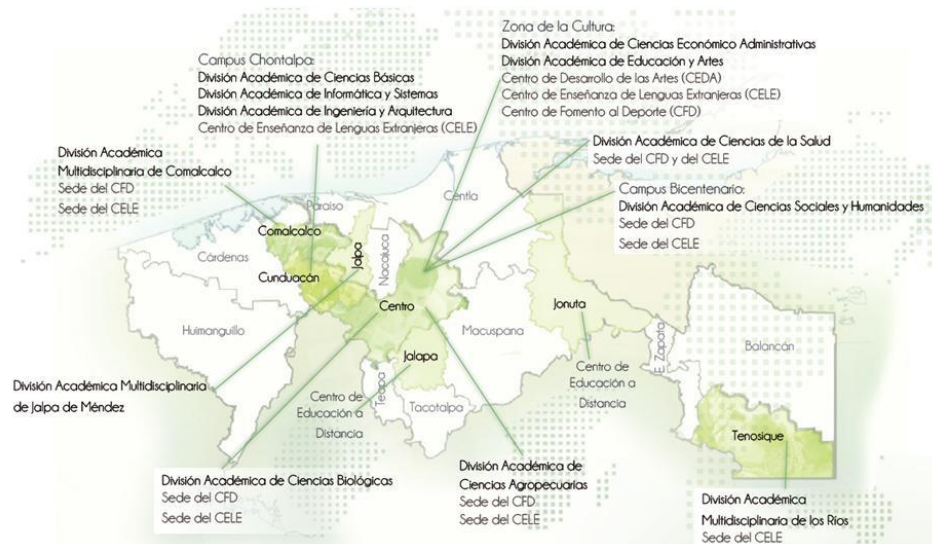 Zona de la Cultura:
División Académica de Ciencias Económico Administrativas
División Académica de Educación y Artes
Centro de Desarrollo de las Artes (CEDA)
Centro de Enseñanza de Lenguas Extranjeras (CELE)
Centro de Fomento al Deporte (CFD)
Campus Chontalpa:
División Académica de Ciencias Básicas
División Académica de Informática y Sistemas
División Académica de Ingeniería y Arquitectura
Centro de Enseñanza de Lenguas Extranjeras (CELE)
División Académica de Ciencias de la Salud
Sede del CFD y del CELE
División Académica
Multidisciplinaria de Comalcalco
Sede del CFD
Sede del CELE
Campus Bicentenario:
División Académica de Ciencias Sociales y Humanidades
Sede del CFD
Sede del CELE
Paraíso
Centla
Comalcalco
Cárdenas
Jalpa
Nacajuca
Cunduacán
Centro
Jonuta
Huimanguillo
Macuspana
E. Zapata
Balancán
Jalapa
Teapa
Tacotalpa
Tenosique
División Académica Multidisciplinaria
de Jalpa de Méndez
Centro de
Educación a
Distancia
Centro de
Educación a
Distancia
División Académica de Ciencias Biológicas
Sede del CFD
Sede del CELE
División Académica de
Ciencias Agropecuarias
Sede del CFD
Sede del CELE
División Académica
Multidisciplinaria de los Ríos
Sede del CELE